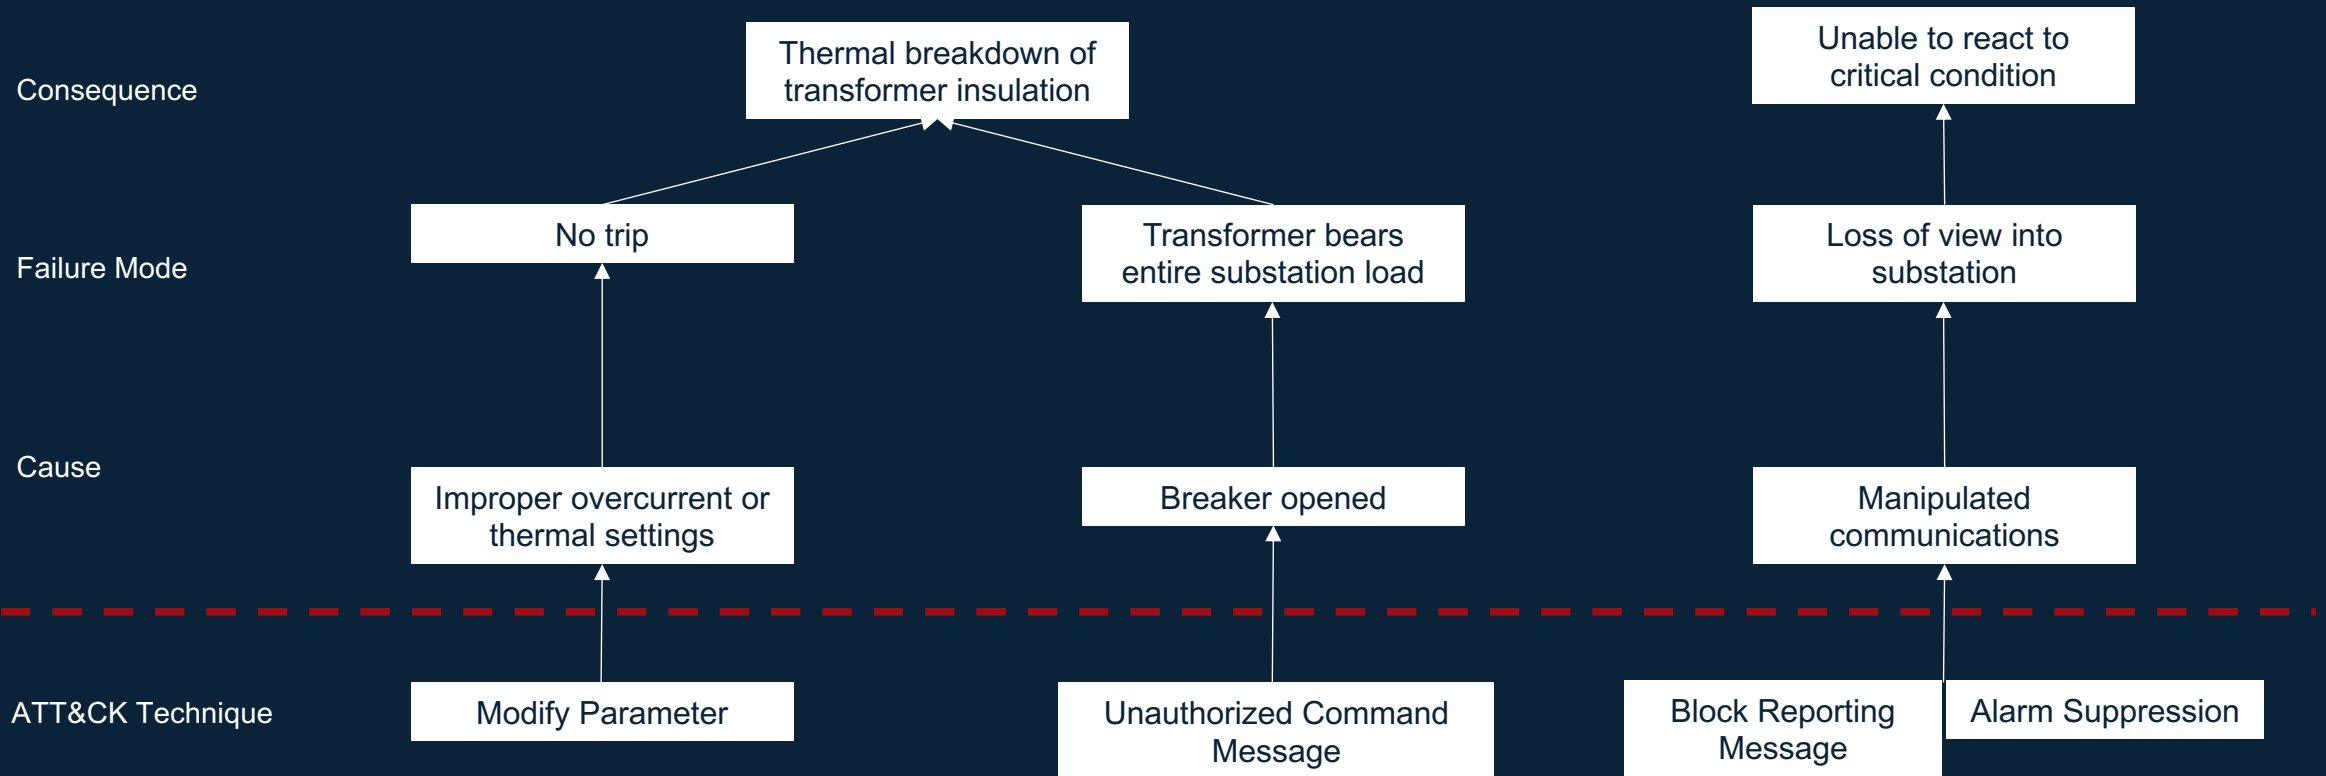 Consequence
Thermal breakdown of
transformer insulation
Unable to react to
critical condition
Failure Mode
No trip
Transformer bears
entire substation load
Loss of view into
substation
Cause
Improper overcurrent or
thermal settings
Breaker opened
Manipulated
communications
ATT&CK Technique
Modify Parameter
Unauthorized Command
Message
Block Reporting
Message
Alarm Suppression